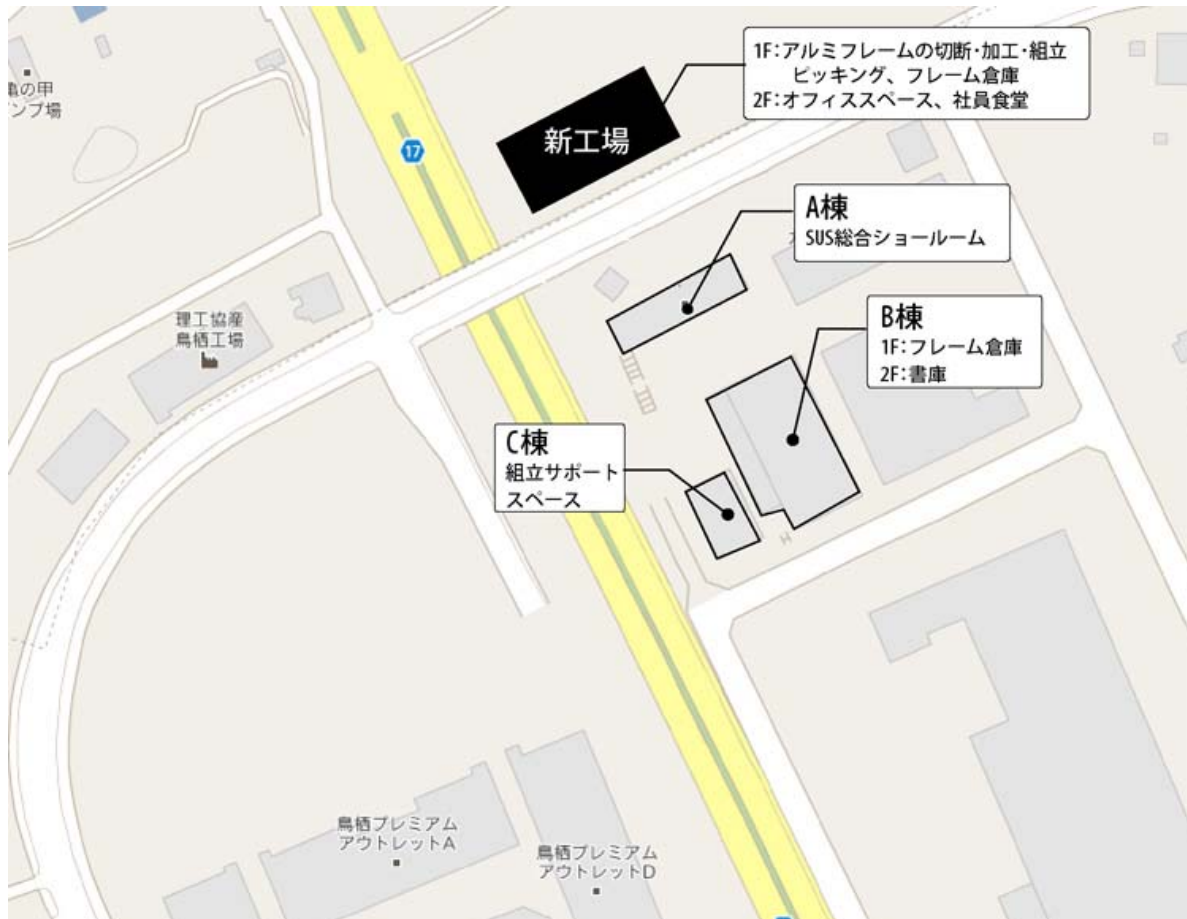 1F:アルミフレームの切断・加工・組立
ピッキング、フレーム倉庫
2F:オフィススペース、社員食堂
亀の甲
ンプ場
新工場
17
A棟
SUS総合ショールーム
B棟
1F:フレーム倉庫
2F:書庫
理工協産
鳥栖工場
C棟
組立サポート
スペース
鳥栖プレミアム
アウトレットA
鳥栖プレミアム
アウトレットD